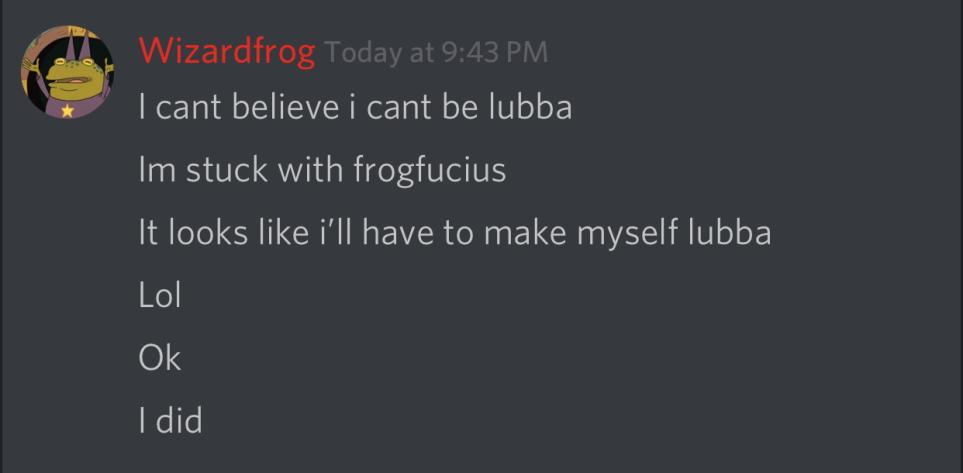 Wizardfrog Today at 9:43 PM
I cant believe i cant be lubba
Im stuck with frogfucius
It looks like i’ll have to make myself lubba
Lol
Ok
I did